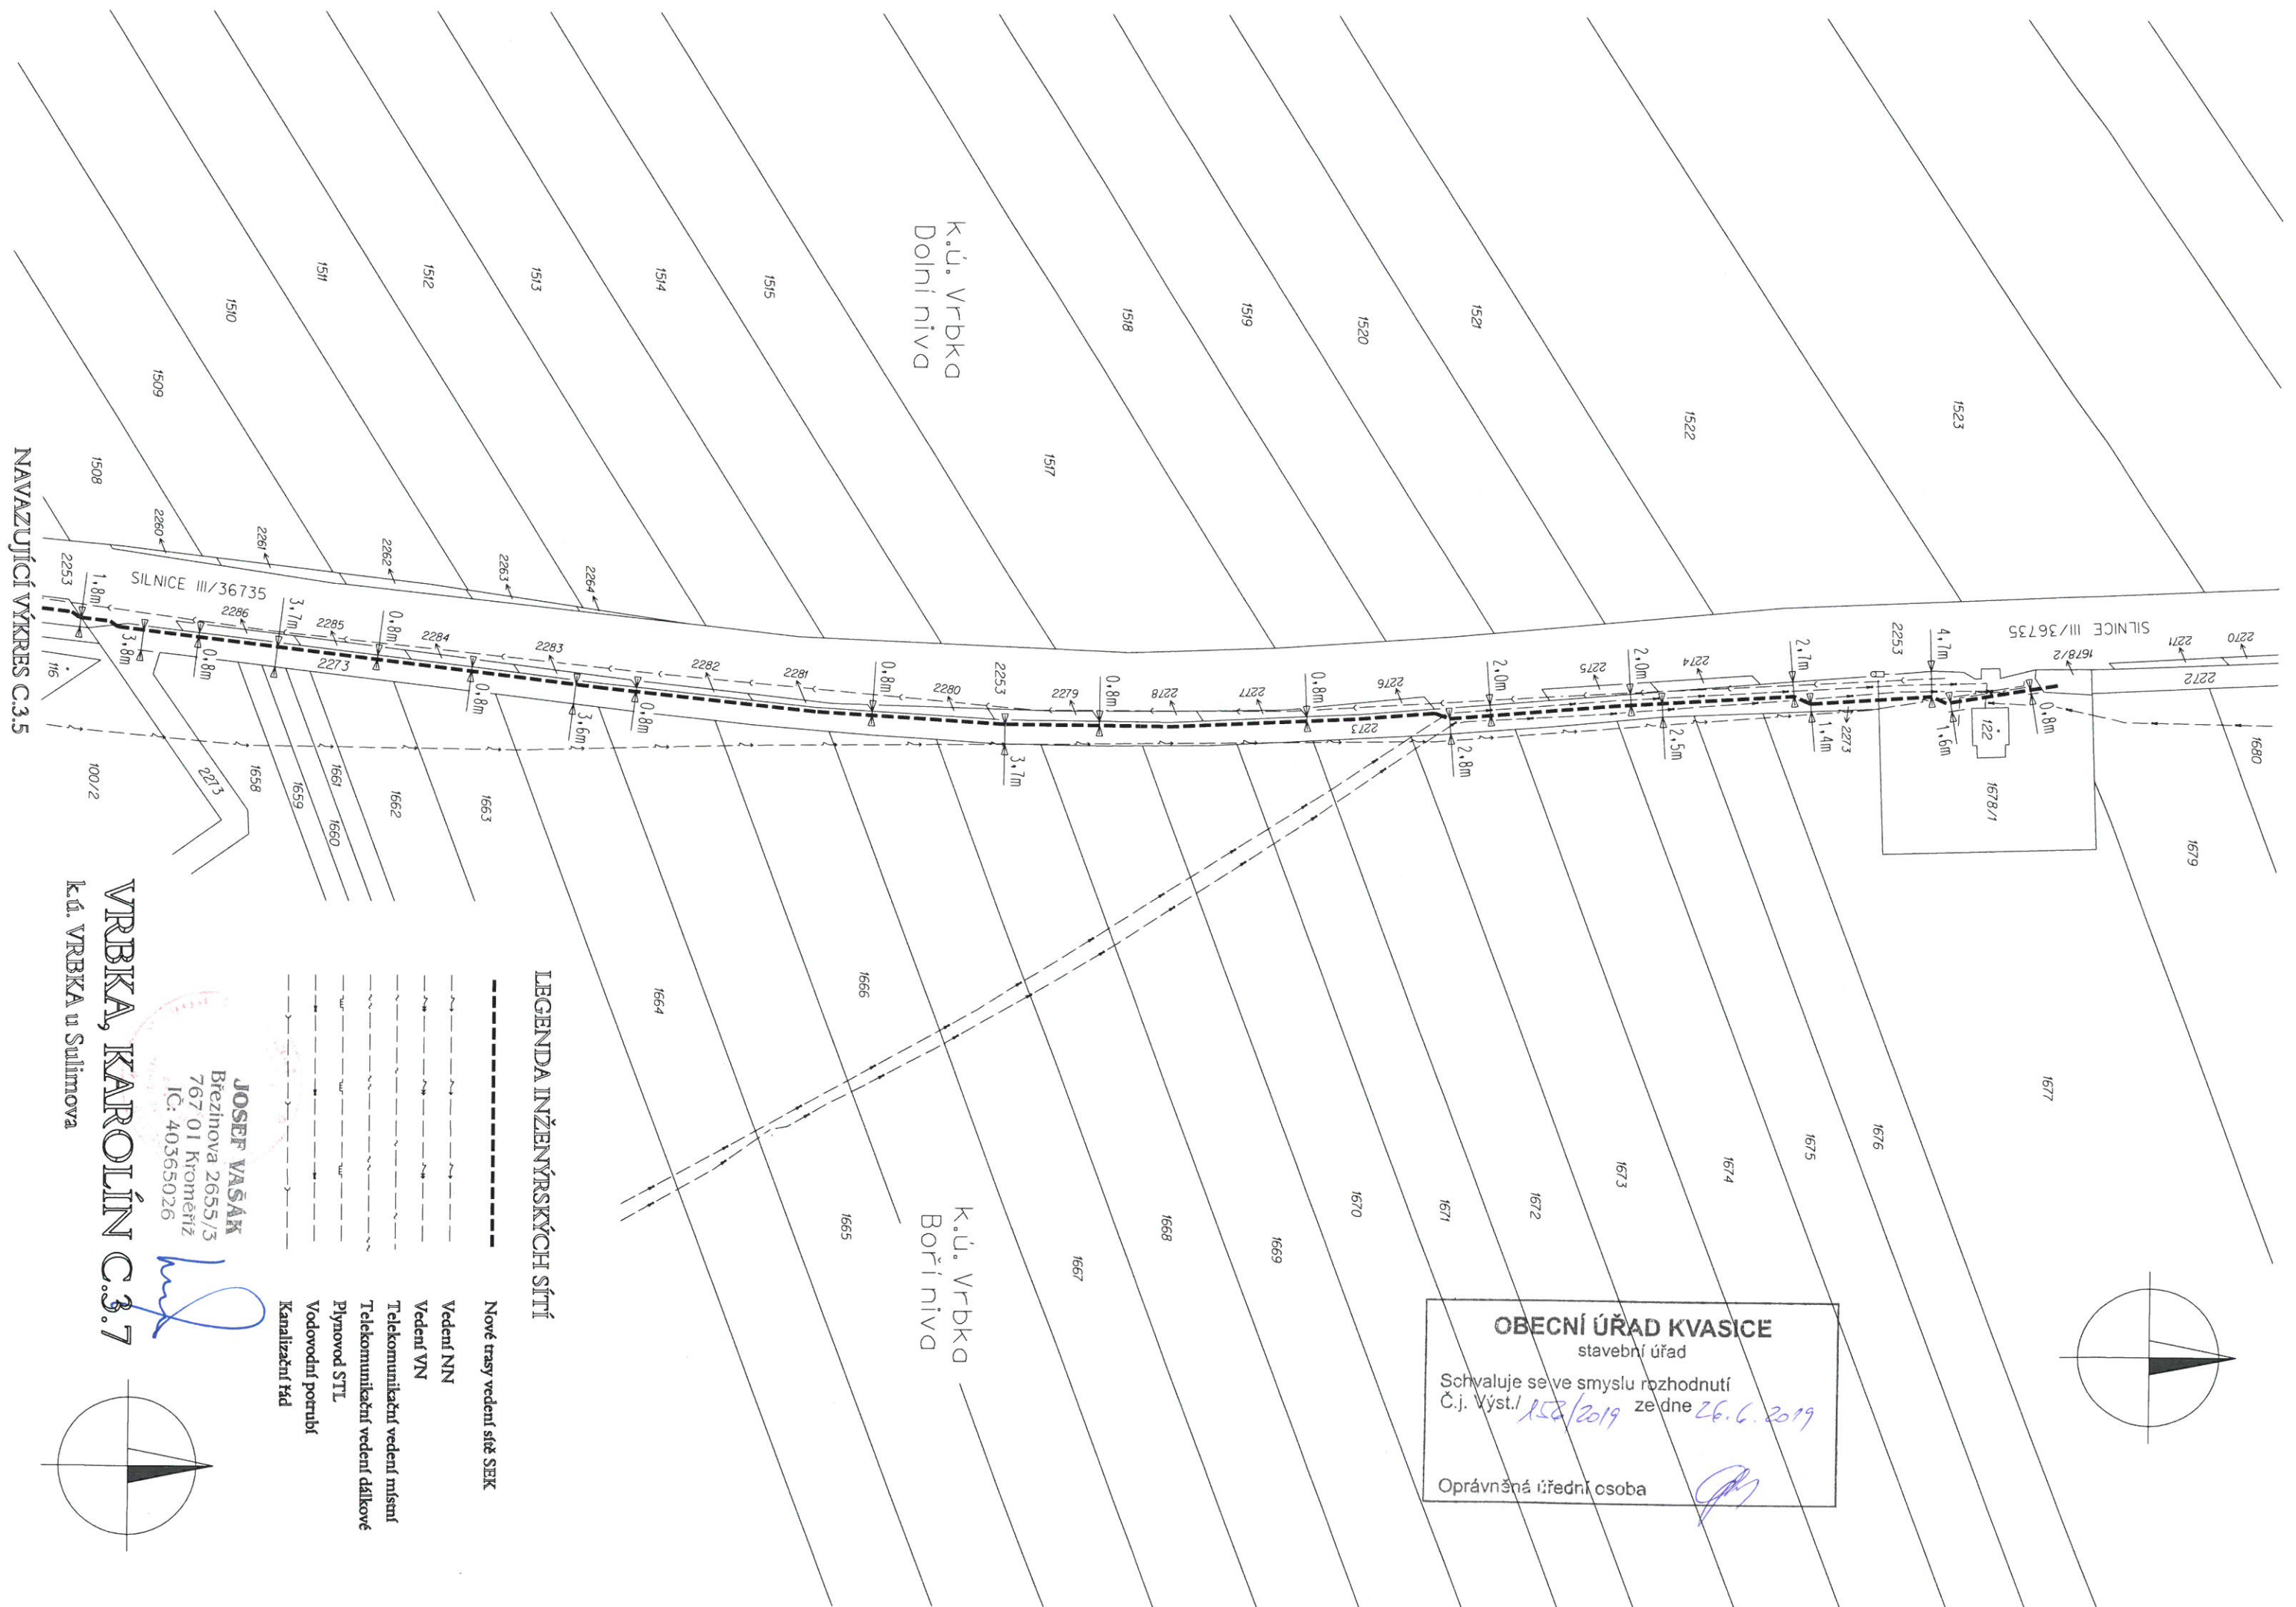 k.ú. Vrbka
Dolní niva
1508
1509
1510
1511
1512
1513
1514
1515
1517
1518
1519
1520
1521
1522
1523
2260
2261
2262
2263
2264
SILNICE III/36735
2253
1.8m
3.8m
2286
0.8m
3.7m
2285
2273
0.8m
2284
0.8m
2283
3.6m
0.8m
2282
2281
0.8m
2280
2253
3.7m
2279
0.8m
2278
2277
0.8m
2273
2276
2.8m
2.0m
2275
2.0m
2274
2.5m
2.7m
1.4m
2273
2253
4.7m
1.6m
122
0.8m
SILNICE III/36735
1678/2
2271
2270
2272
1678/1
1680
1679
116
100/2
2273
1658
1659
1661
1660
1662
1663
1664
1666
1665
1667
1668
1669
1670
1671
1672
1673
1674
1675
1676
1677
k.ú. Vrbka
Boří niva
NAVAZUJÍCÍ VÝKRES C.3.5
LEGENDA INŽENÝRSKÝCH SÍTÍ
Nové trasy vedení sítě SEK
Vedení NN
Vedení VN
Telekomunikační vedení místní
Telekomunikační vedení dálkové
Plynovod STL
Vodovodní potrubí
Kanalizační řád
JOSEF VAŠÁK
Březinova 2655/3
767 01 Kroměříž
IČ: 40365026
VRBKA, KAROLÍN C.3.7
k.ú. VRBKA u Sulimova
OBECNÍ ÚŘAD KVASICE
stavební úřad
Schvaluje se ve smyslu rozhodnutí
Č.j. Výst./ /2019 ze dne 26.6.2019
Oprávněná úřední osoba